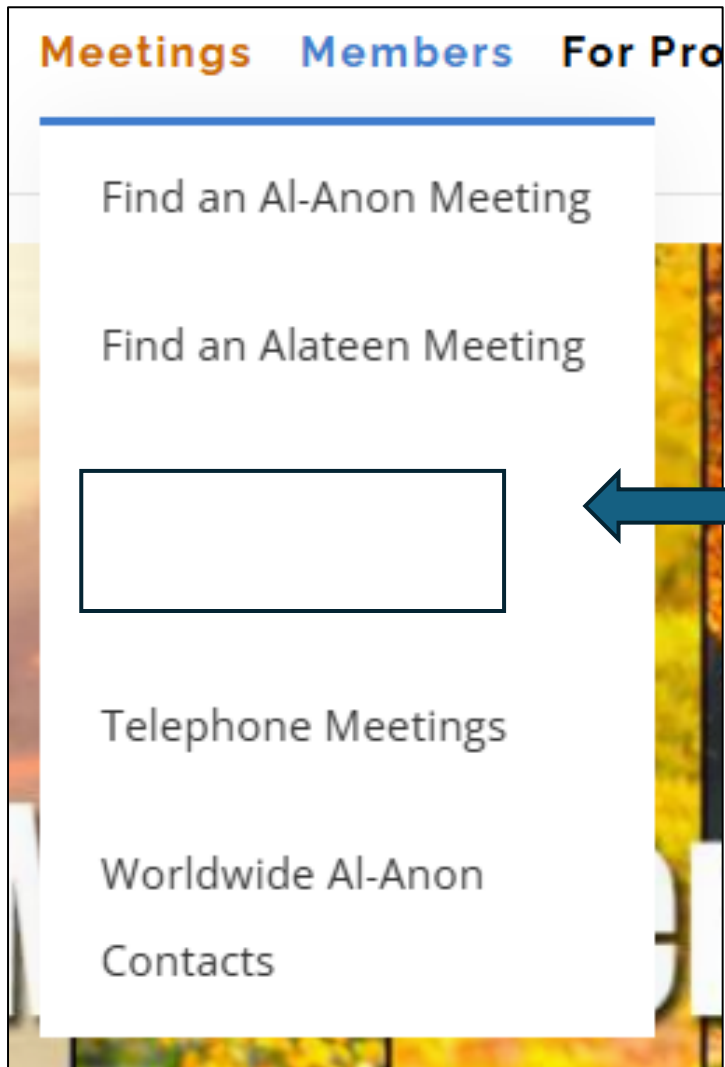 Meetings Members For Pro
Find an Al-Anon Meeting
Find an Alateen Meeting
Telephone Meetings
Worldwide Al-Anon
Contacts